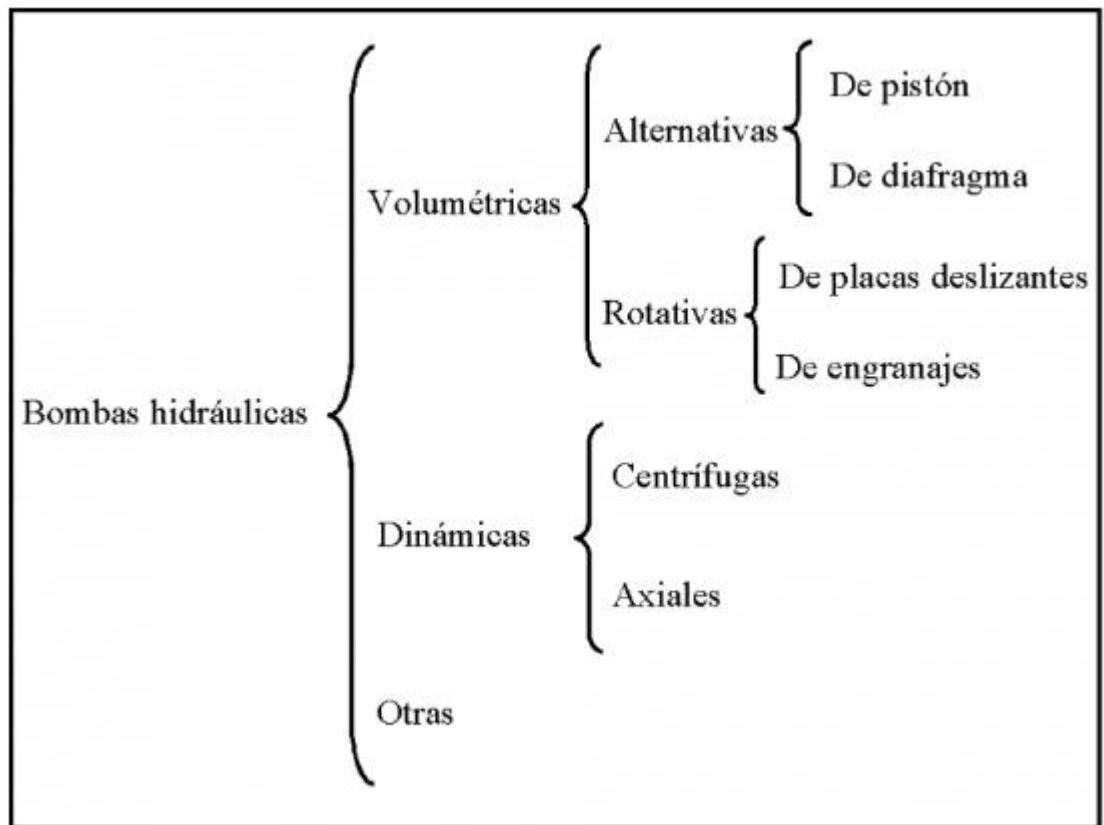 Bombas hidráulicas
Volumétricas
Alternativas
De pistón
De diafragma
Rotativas
De placas deslizantes
De engranajes
Dinámicas
Centrífugas
Axiales
Otras